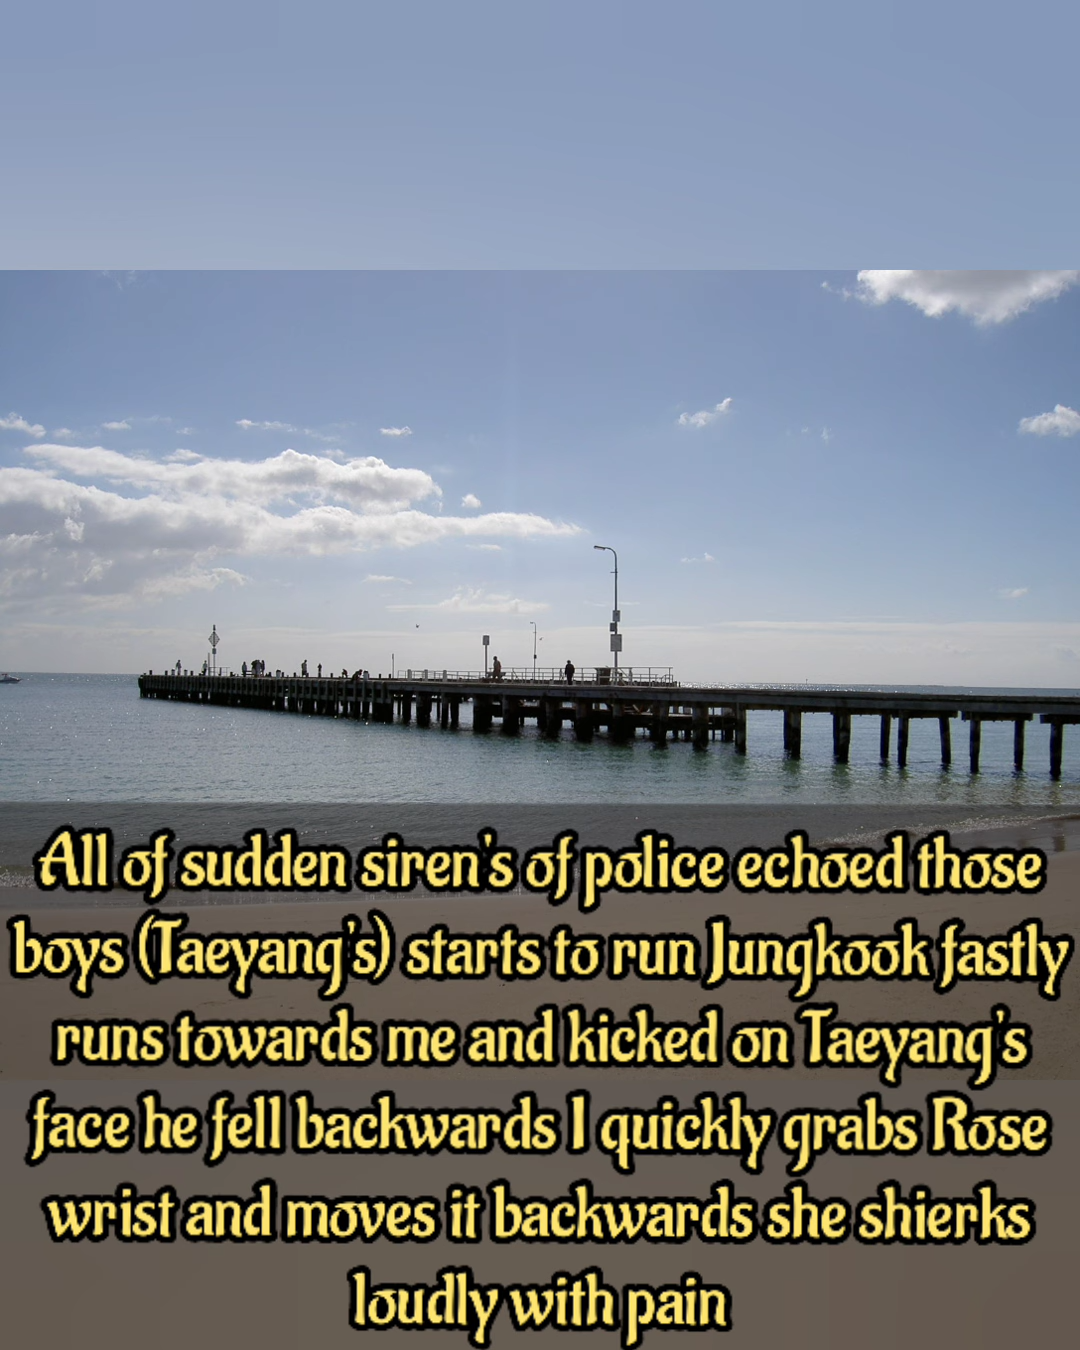 All of sudden siren's of police echoed those
boys (Taeyang's) starts to run Jungkook fastly
runs towards me and kicked on Taeyang's
face he fell backwards I quickly grabs Rose
wrist and moves it backwards she shierks
loudly with pain